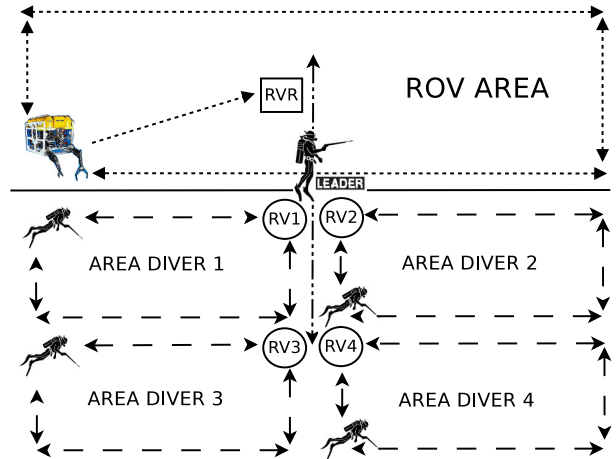 RVR
ROV AREA
LEADER
RV1
RV2
AREA DIVER 1
AREA DIVER 2
RV3
RV4
AREA DIVER 3
AREA DIVER 4